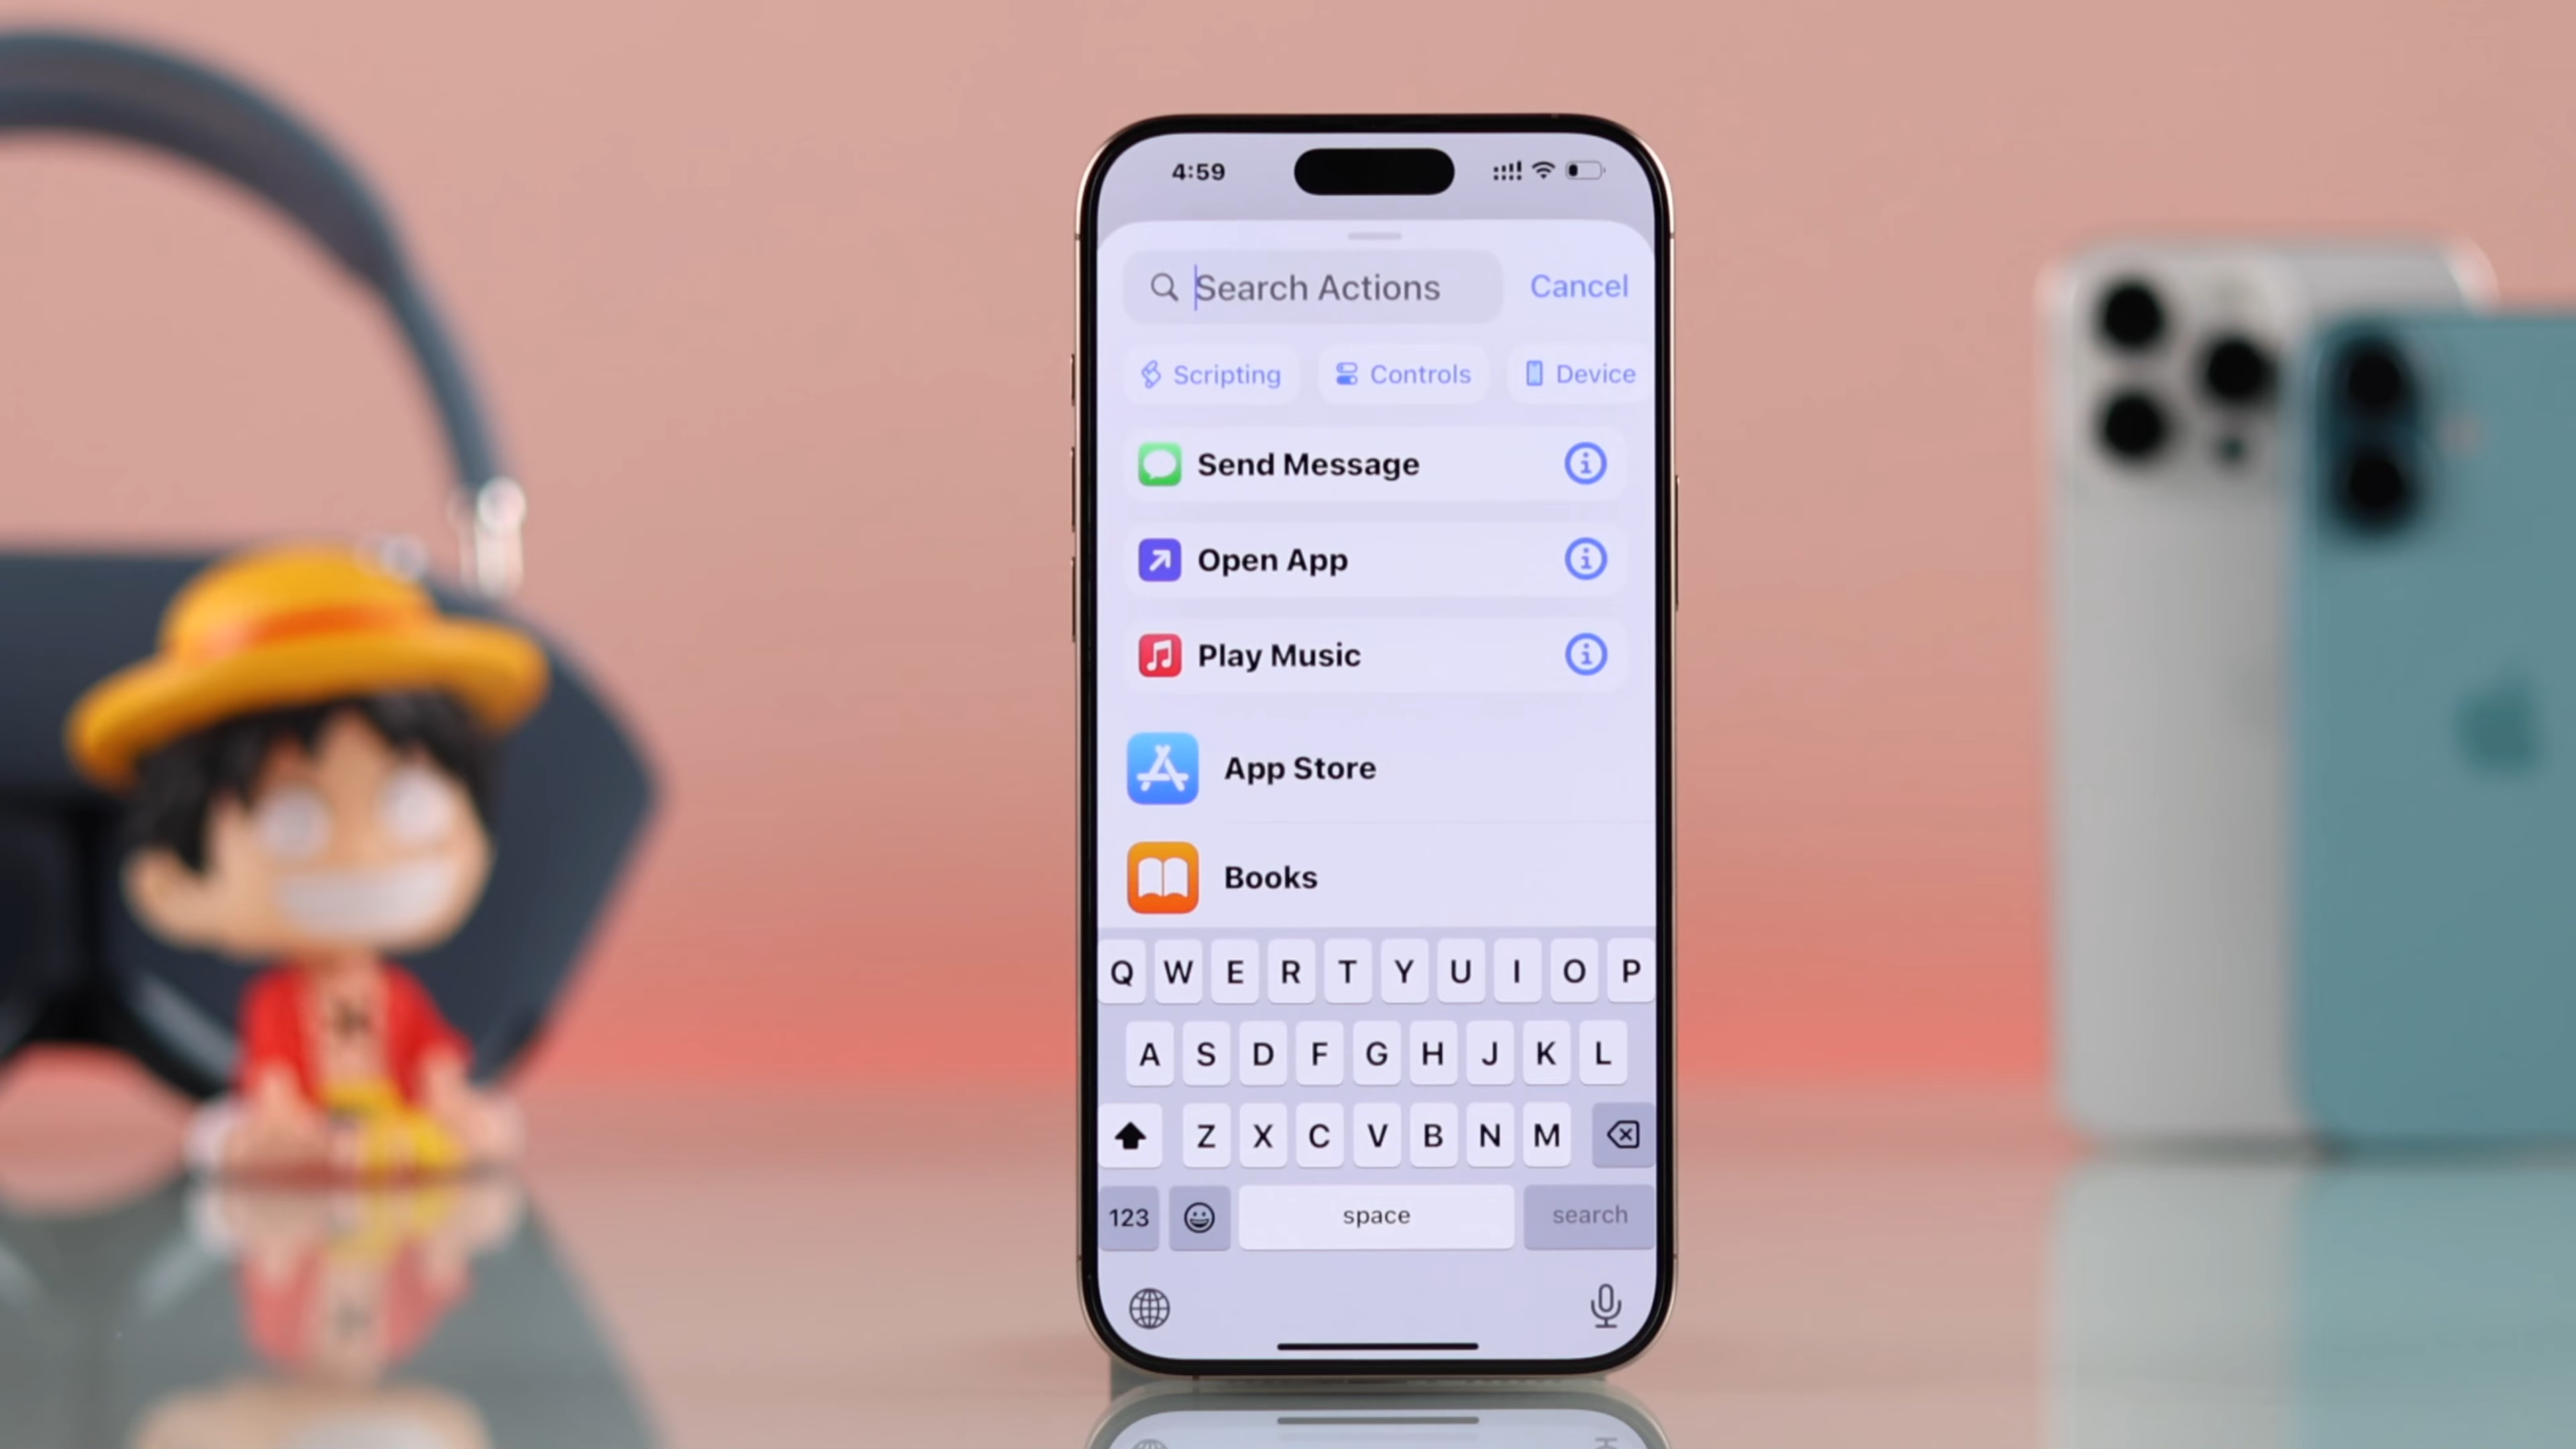 4:59
Search Actions Cancel
Scripting Controls Device
Send Message
Open App
Play Music
App Store
Books
Q W E R T Y U I O P
A S D F G H J K L
Z X C V B N M
123 space search